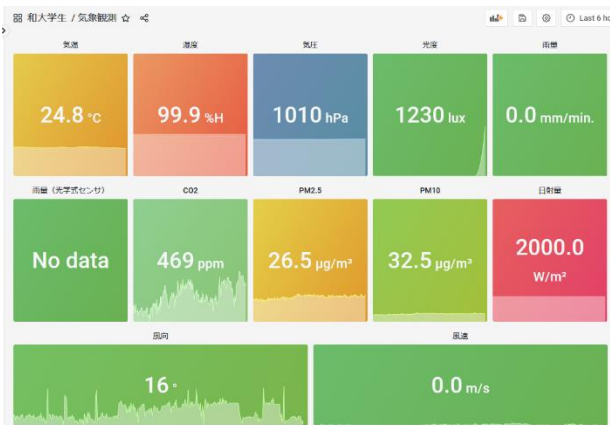 和大学生 / 気象観測
Last 6 ho
気温
湿度
気圧
光度
雨量
24.8 °C
99.9 %H
1010 hPa
1230 lux
0.0 mm/min.
雨量（光学式センサ）
CO2
PM2.5
PM10
日射量
No data
469 ppm
26.5 µg/m³
32.5 µg/m³
2000.0
W/m²
風向
風速
16 °
0.0 m/s